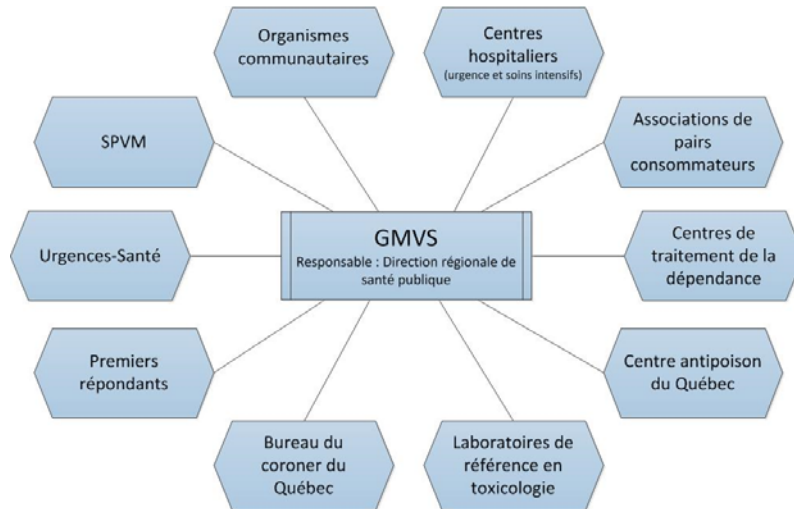 Organismes
communautaires
Centres
hospitaliers
(urgence et soins intensifs)
SPVM
Associations de
pairs
consommateurs
GMVS
Responsable : Direction régionale de
santé publique
Urgences-Santé
Centres de
traitement de la
dépendance
Premiers
répondants
Centre antipoison
du Québec
Bureau du
coroner du
Québec
Laboratoires de
référence en
toxicologie